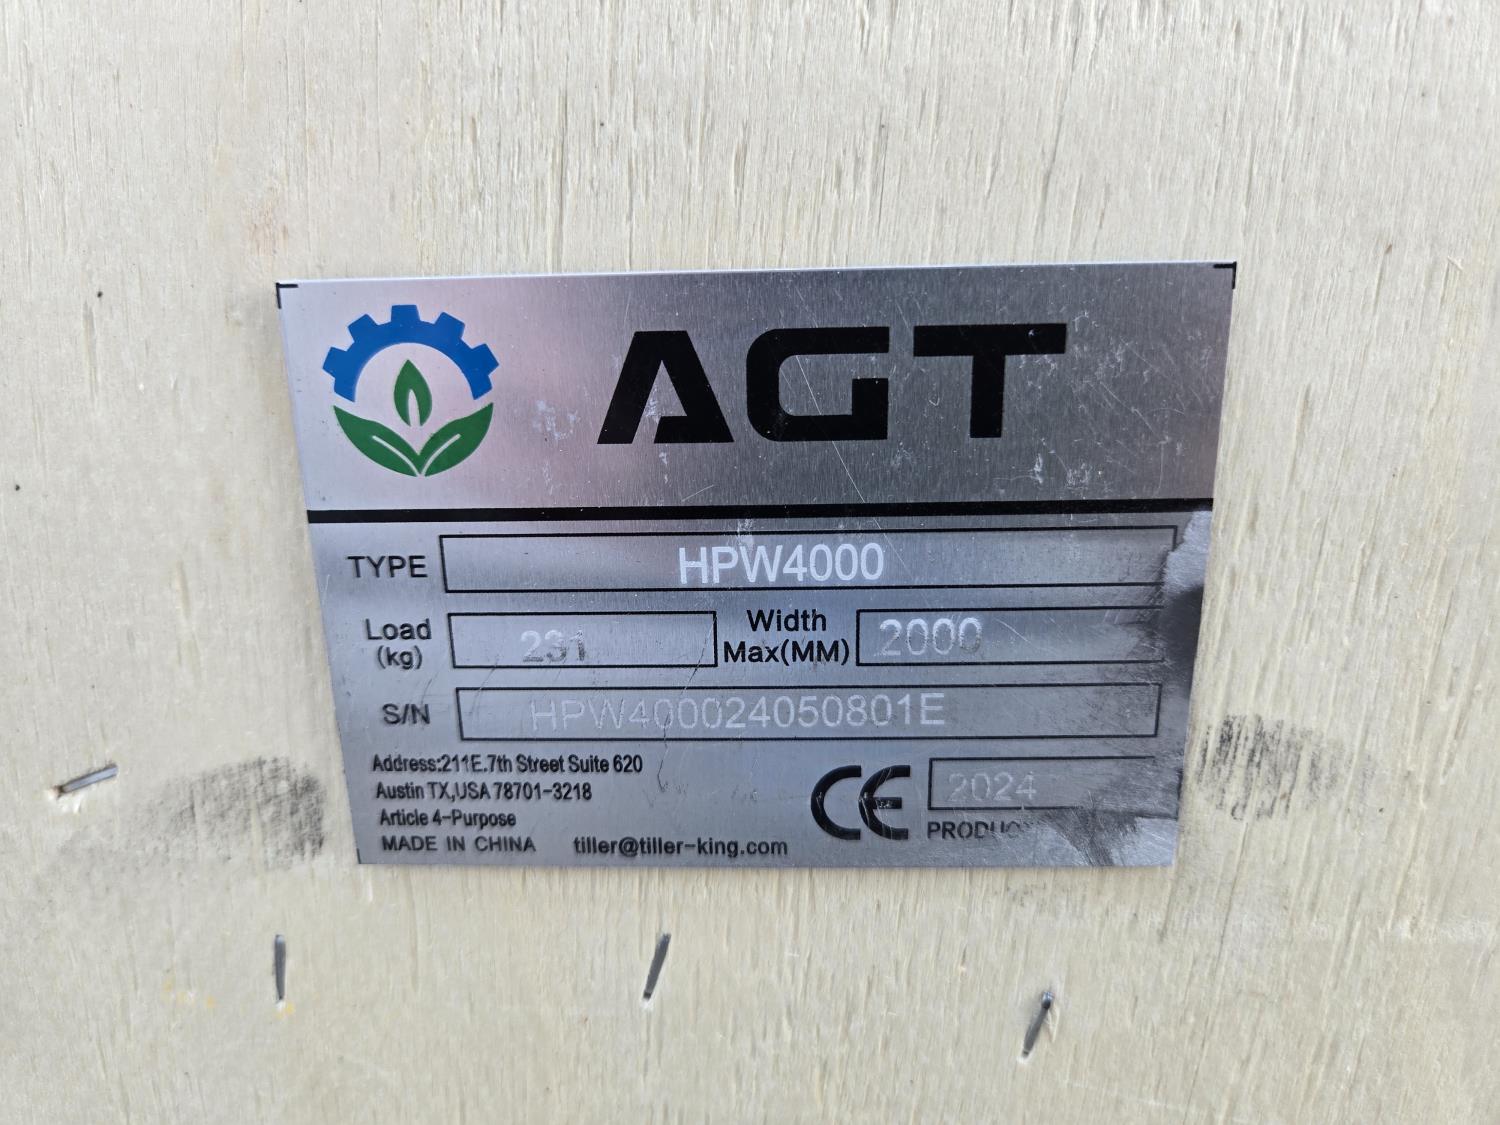 AGT
TYPE HPW4000
Load (kg) 231 Width Max(MM) 2000
S/N HPW400024050801E
Address:211E.7th Street Suite 620
Austin TX,USA 78701-3218
Article 4-Purpose
MADE IN CHINA tiller@tiller-king.com
CE 2024